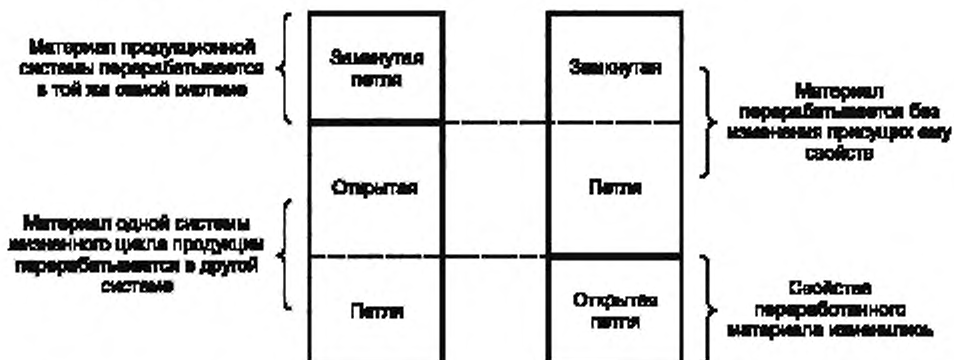 Материал продукционной
системы перерабатывается
в той же самой системе
Замкнутая
петля
Замкнутая
Материал
перерабатывается без
изменения присущих ему
свойств
Открытая
Петля
Материал одной системы
жизненного цикла продукции
перерабатывается в другой
системе
Петля
Открытая
петля
Свойства
переработанного
материала изменились